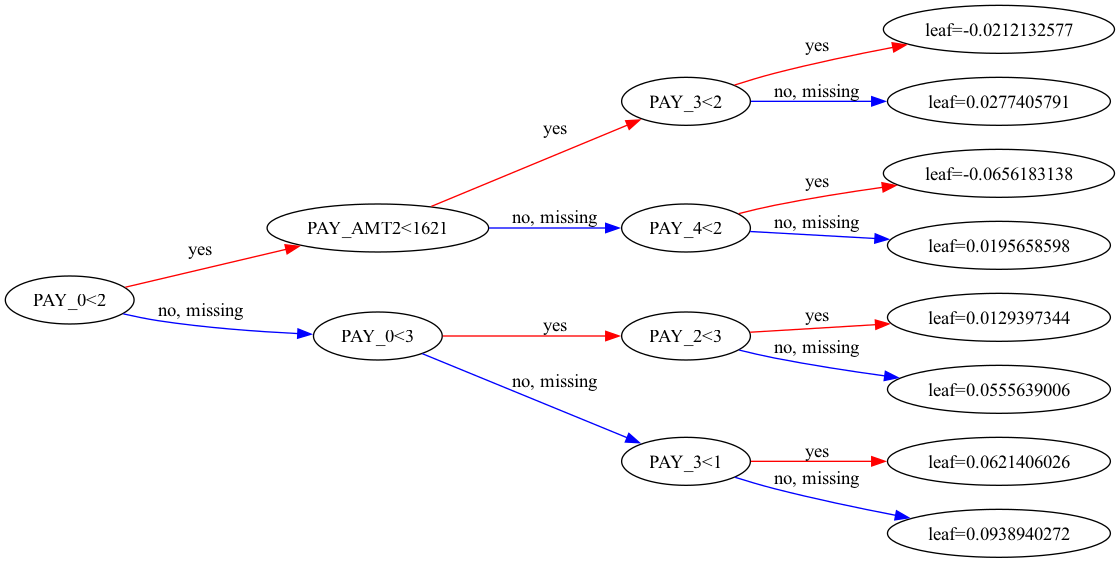 leaf=-0.0212132577
yes
PAY_3<2
no, missing
leaf=0.0277405791
yes
leaf=-0.0656183138
yes
PAY_AMT2<1621
no, missing
PAY_4<2
no, missing
leaf=0.0195658598
yes
PAY_0<2
no, missing
PAY_0<3
yes
PAY_2<3
yes
leaf=0.0129397344
no, missing
leaf=0.0555639006
no, missing
PAY_3<1
yes
leaf=0.0621406026
no, missing
leaf=0.0938940272